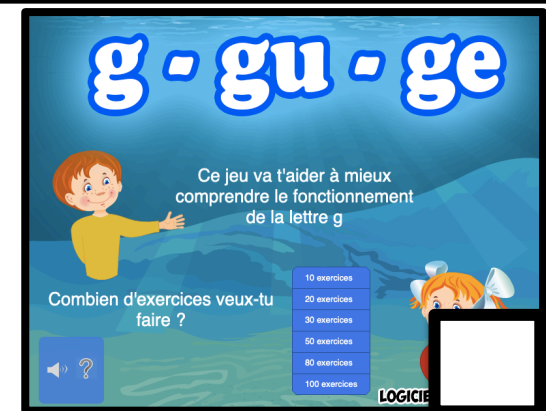 g - gu - ge
Ce jeu va t'aider à mieux
comprendre le fonctionnement
de la lettre g
Combien d'exercices veux-tu
faire ?
10 exercices
20 exercices
30 exercices
50 exercices
80 exercices
100 exercices
?